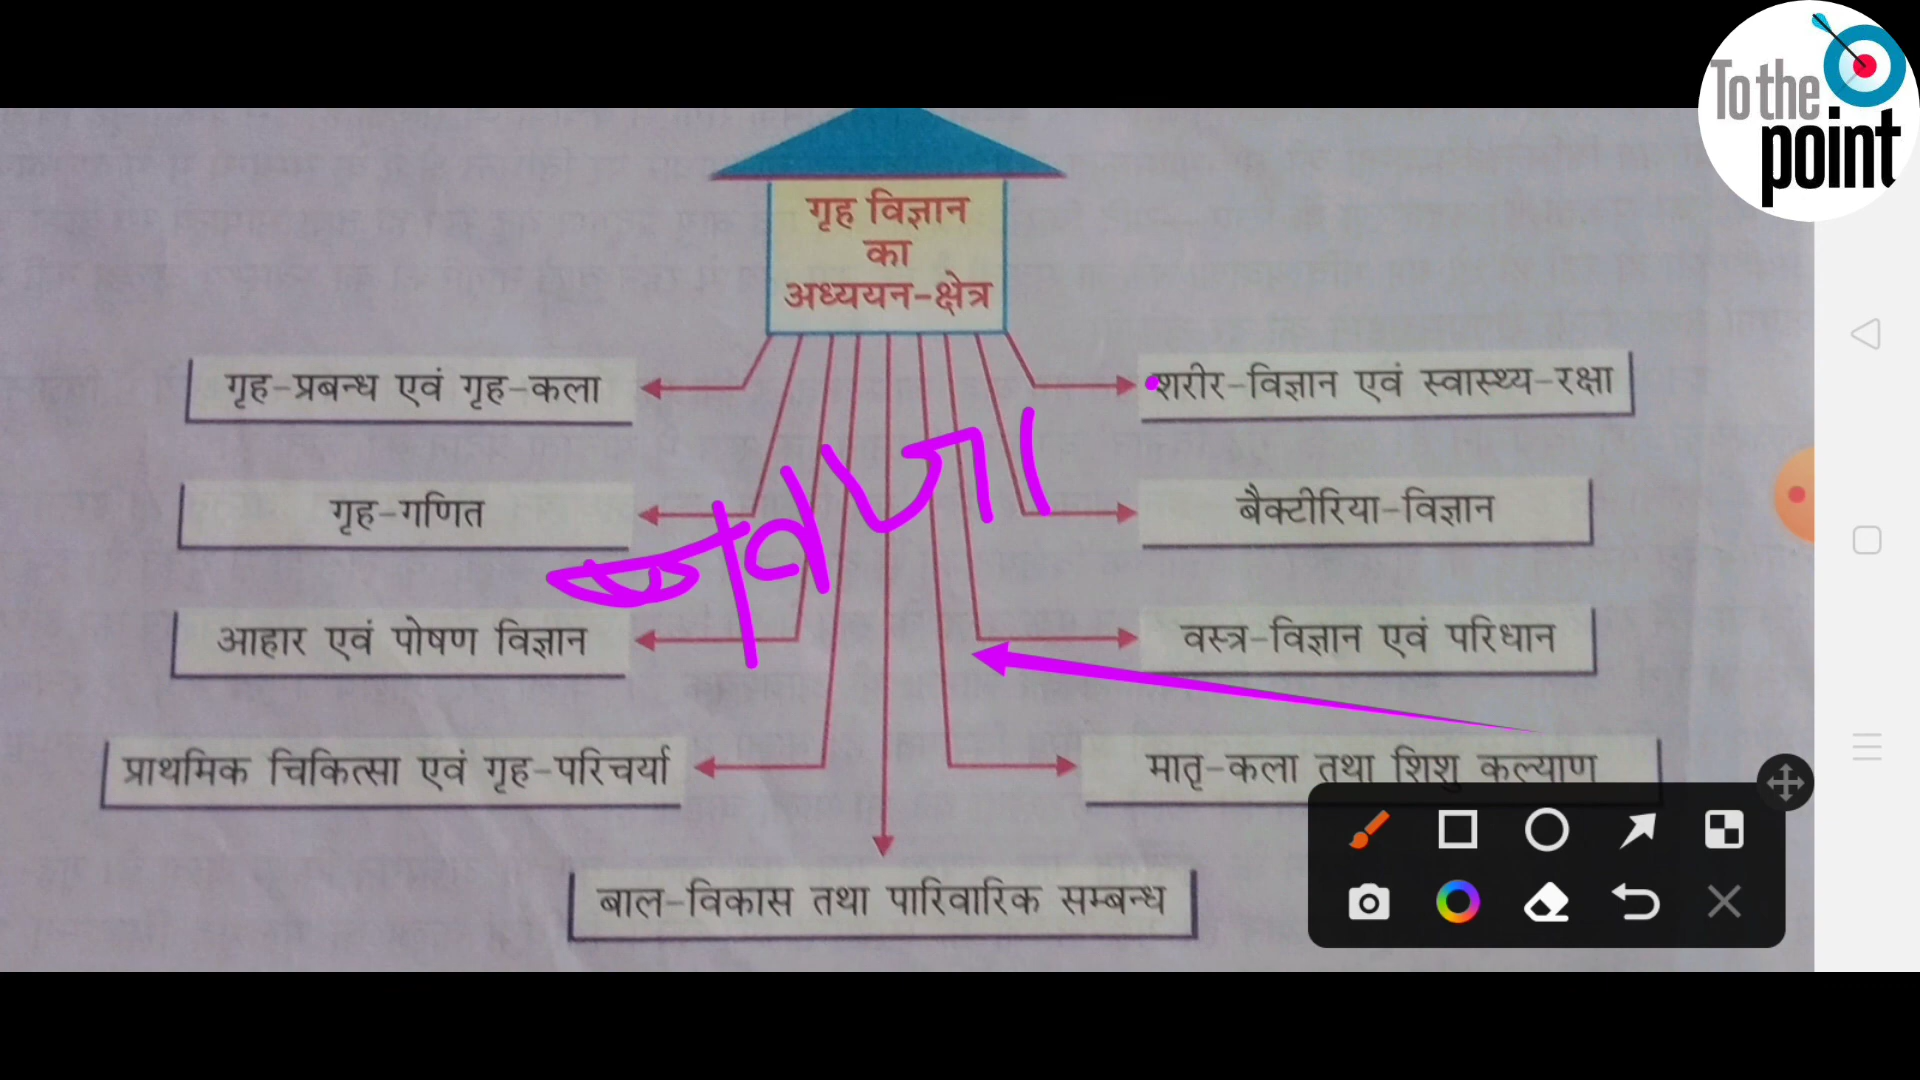 To the
point
गृह विज्ञान
का
अध्ययन-क्षेत्र
गृह-प्रबन्ध एवं गृह-कला
शरीर-विज्ञान एवं स्वास्थ्य-रक्षा
गृह-गणित
बैक्टीरिया-विज्ञान
आहार एवं पोषण विज्ञान
वस्त्र-विज्ञान एवं परिधान
प्राथमिक चिकित्सा एवं गृह-परिचर्या
मातृ-कला तथा शिशु कल्याण
बाल-विकास तथा पारिवारिक सम्बन्ध